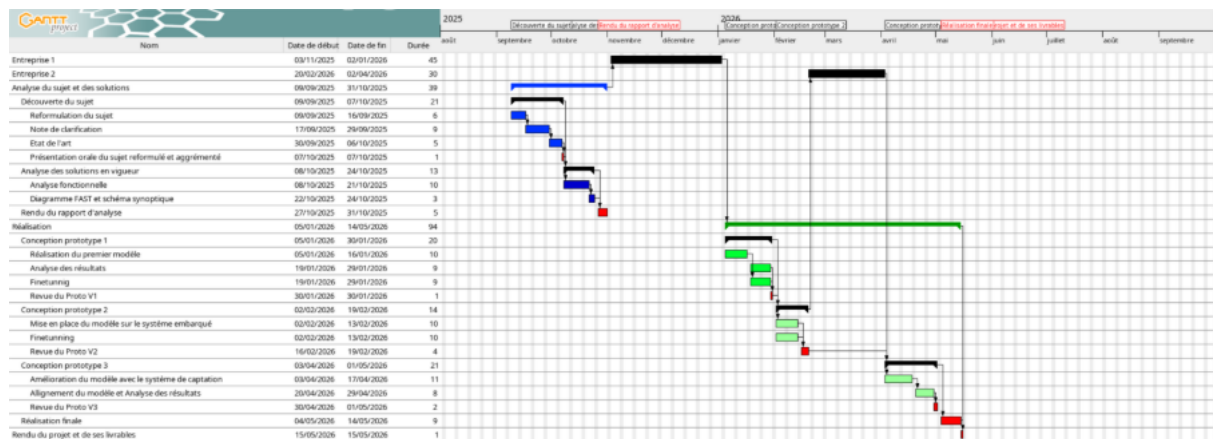 GANTT project
2025
2026
Découverte du sujet
Rendu du rapport d'analyse
Conception prototype 2
août septembre octobre novembre décembre janvier février mars avril mai juin juillet août septembre
Nom Date de début Date de fin Durée
Entreprise 1 03/11/2025 02/01/2026 45
Entreprise 2 20/02/2026 02/04/2026 30
Analyse du sujet et des solutions 09/09/2025 31/10/2025 39
Découverte du sujet 09/09/2025 07/10/2025 21
Reformulation du sujet 09/09/2025 16/09/2025 6
Note de clarification 17/09/2025 29/09/2025 9
Etat de l'art 30/09/2025 06/10/2025 5
Présentation orale du sujet reformulé et aggrémenté 07/10/2025 07/10/2025 1
Analyse des solutions en vigueur 08/10/2025 24/10/2025 13
Analyse fonctionnelle 08/10/2025 21/10/2025 10
Diagramme FAST et schéma synoptique 22/10/2025 24/10/2025 3
Rendu du rapport d'analyse 27/10/2025 31/10/2025 5
Réalisation 05/01/2026 14/05/2026 94
Conception prototype 1 05/01/2026 30/01/2026 20
Réalisation du premier modèle 05/01/2026 16/01/2026 10
Analyse des résultats 19/01/2026 29/01/2026 9
Finetunnig 19/01/2026 29/01/2026 9
Revue du Proto V1 30/01/2026 30/01/2026 1
Conception prototype 2 02/02/2026 19/02/2026 14
Mise en place du modèle sur le système embarqué 02/02/2026 13/02/2026 10
Finetunning 02/02/2026 13/02/2026 10
Revue du Proto V2 16/02/2026 19/02/2026 4
Conception prototype 3 03/04/2026 01/05/2026 21
Amélioration du modèle avec le système de captation 03/04/2026 17/04/2026 11
Allignement du modèle et Analyse des résultats 20/04/2026 29/04/2026 8
Revue du Proto V3 30/04/2026 01/05/2026 2
Réalisation finale 04/05/2026 14/05/2026 9
Rendu du projet et de ses livrables 15/05/2026 15/05/2026 1